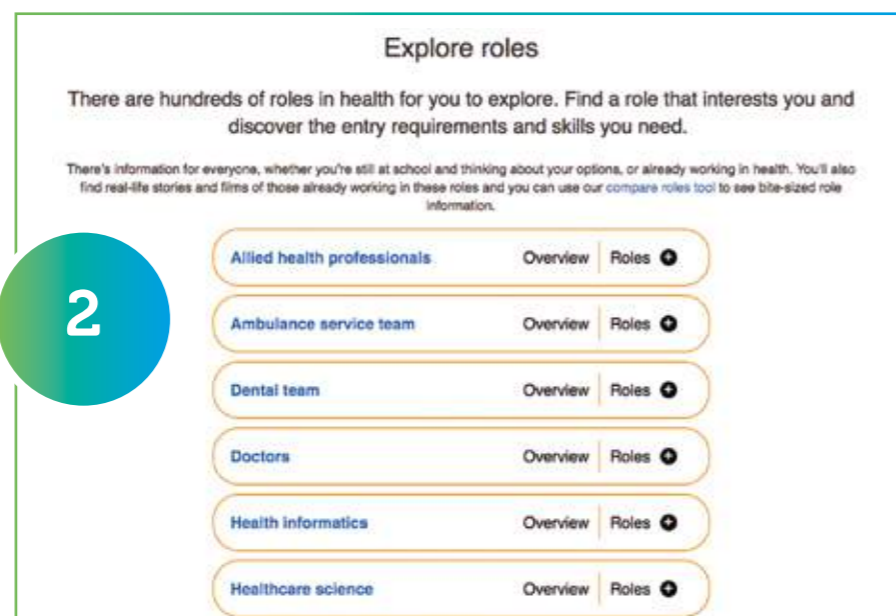 Explore roles
There are hundreds of roles in health for you to explore. Find a role that interests you and
discover the entry requirements and skills you need.
There's information for everyone, whether you're still at school and thinking about your options, or already working in health. You'll also
find real-life stories and films of those already working in these roles and you can use our compare roles tool to see bite-sized role
information.
Allied health professionals Overview Roles
2
Ambulance service team Overview Roles
Dental team Overview Roles
Doctors Overview Roles
Health informatics Overview Roles
Healthcare science Overview Roles